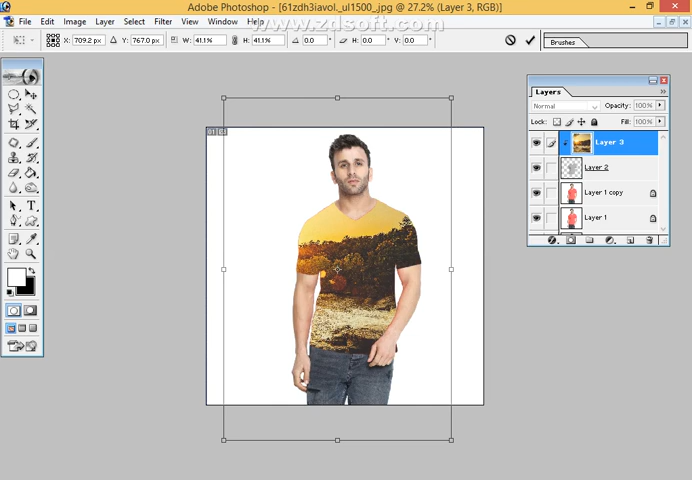 Adobe Photoshop - [61zdh3iavol._ul1500_.jpg @ 27.2% (Layer 3, RGB)]
File Edit Image Layer Select Filter View Window Help
www.zdsoft.com
X: 709.2 px Y: 767.0 px W: 41.1% H: 41.1% 0.0 ° H: 0.0 ° V: 0.0 °
Brushes
Layers
Normal Opacity: 100%
Lock: Fill: 100%
Layer 3
Layer 2
Layer 1 copy
Layer 1